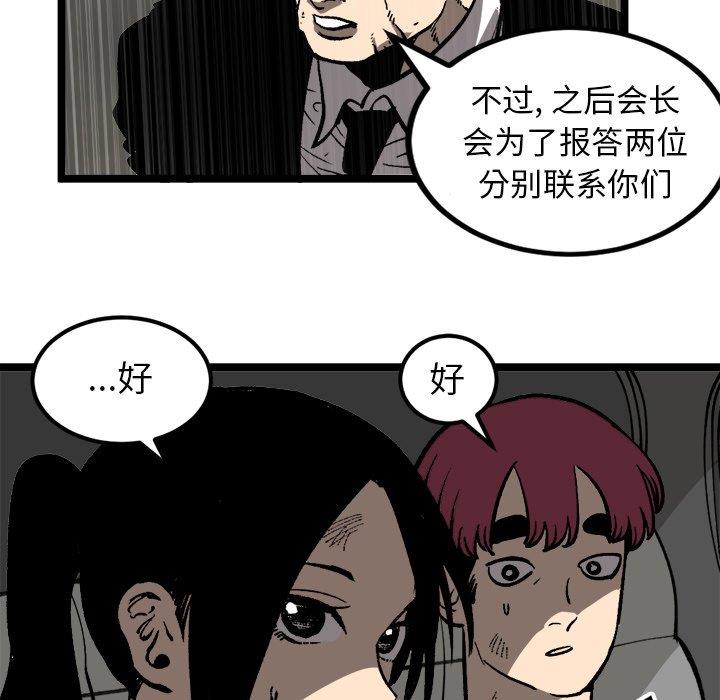 不过, 之后会长
会为了报答两位
分别联系你们
...好
好